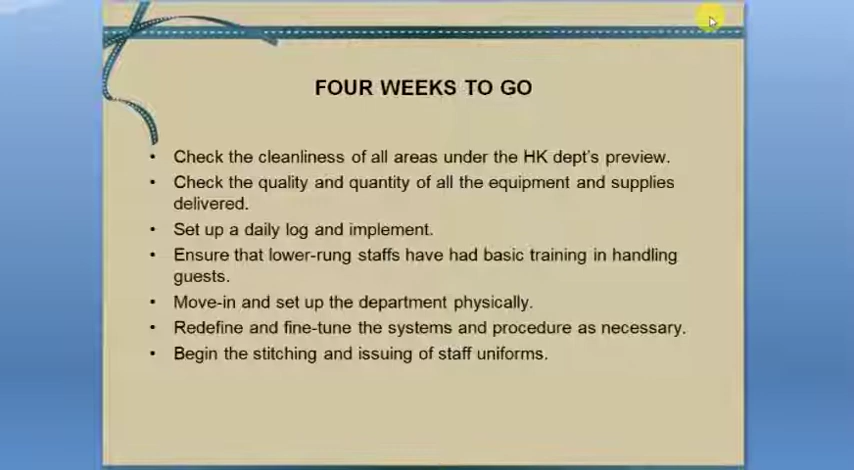 FOUR WEEKS TO GO
• Check the cleanliness of all areas under the HK dept's preview.
• Check the quality and quantity of all the equipment and supplies
delivered.
• Set up a daily log and implement.
• Ensure that lower-rung staffs have had basic training in handling
guests.
• Move-in and set up the department physically.
• Redefine and fine-tune the systems and procedure as necessary.
• Begin the stitching and issuing of staff uniforms.